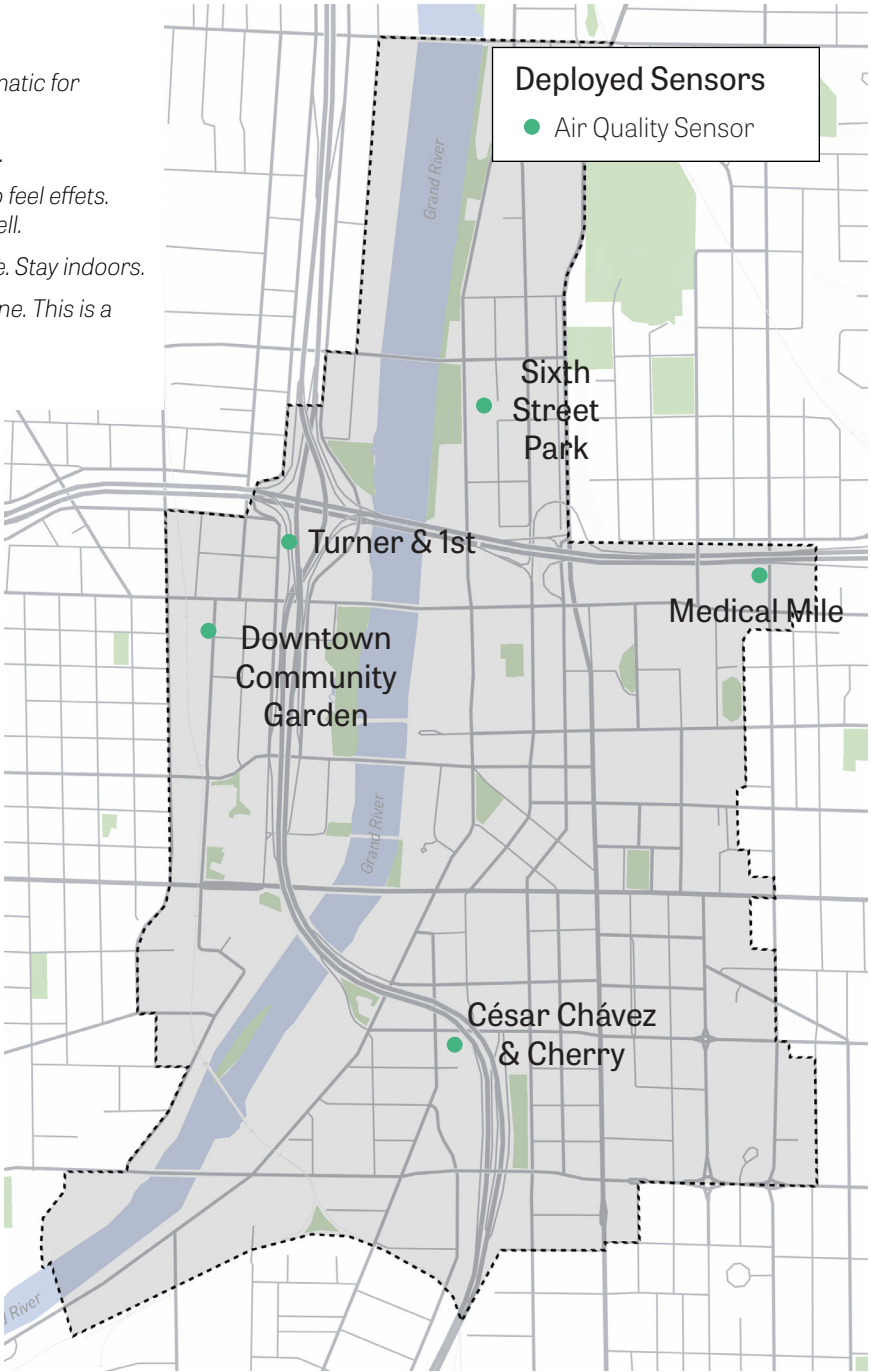 natic for
.
o feel effets.
ell.
e. Stay indoors.
ne. This is a
Deployed Sensors
Air Quality Sensor
Grand River
Sixth
Street
Park
Turner & 1st
Medical Mile
Downtown
Community
Garden
Grand River
César Chávez
& Cherry
d River